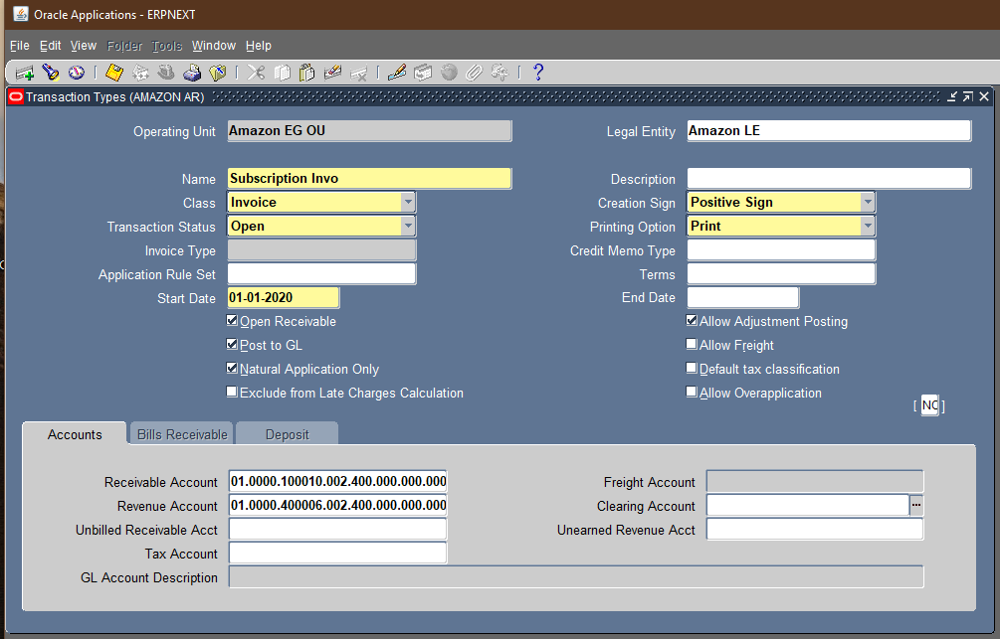 Oracle Applications - ERPNEXT
File Edit View Folder Tools Window Help
Transaction Types (AMAZON AR)
Operating Unit Amazon EG OU Legal Entity Amazon LE
Name Subscription Invo Description
Class Invoice Creation Sign Positive Sign
Transaction Status Open Printing Option Print
Invoice Type Credit Memo Type
Application Rule Set Terms
Start Date 01-01-2020 End Date
Open Receivable Allow Adjustment Posting
Post to GL Allow Freight
Natural Application Only Default tax classification
Exclude from Late Charges Calculation Allow Overapplication
[ NO ]
Accounts Bills Receivable Deposit
Receivable Account 01.0000.100010.002.400.000.000.000 Freight Account
Revenue Account 01.0000.400006.002.400.000.000.000 Clearing Account ...
Unbilled Receivable Acct Unearned Revenue Acct
Tax Account
GL Account Description